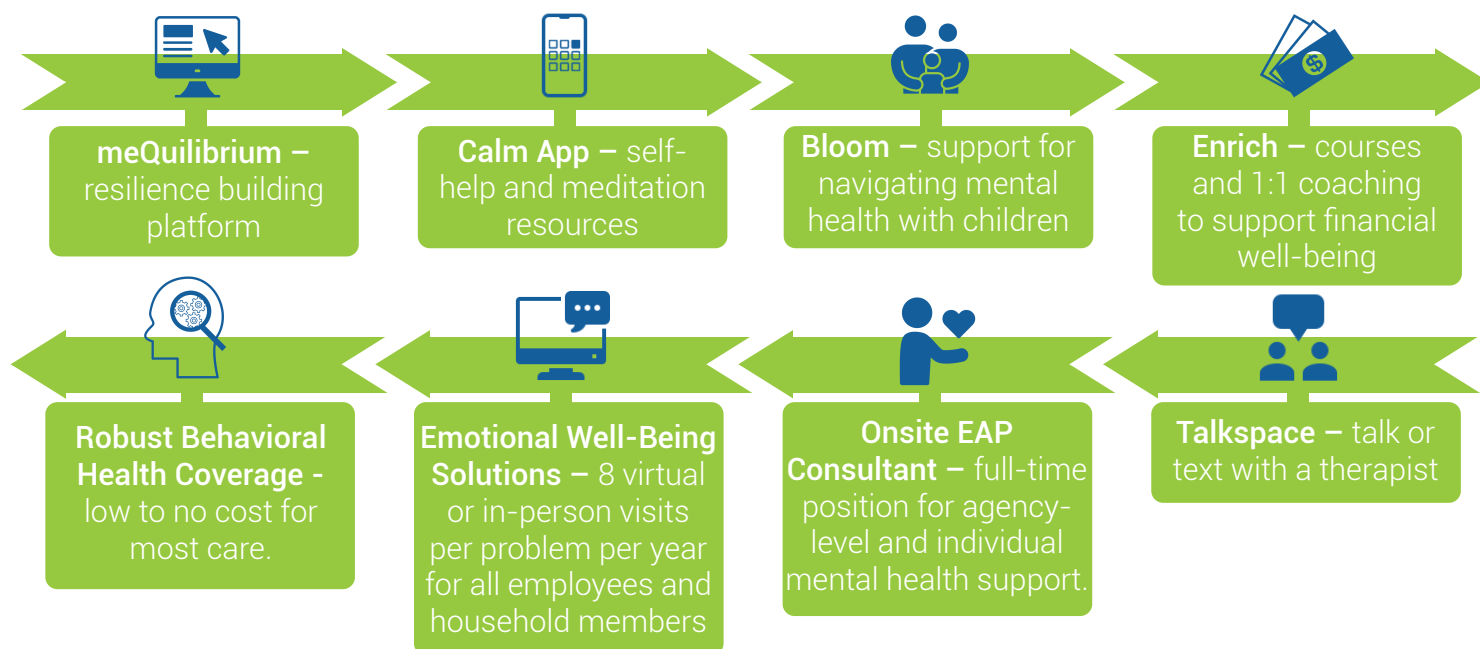 meQuilibrium –
resilience building
platform
Calm App – self-
help and meditation
resources
Bloom – support for
navigating mental
health with children
Enrich – courses
and 1:1 coaching
to support financial
well-being
Robust Behavioral
Health Coverage -
low to no cost for
most care.
Emotional Well-Being
Solutions – 8 virtual
or in-person visits
per problem per year
for all employees and
household members
Onsite EAP
Consultant – full-time
position for agency-
level and individual
mental health support.
Talkspace – talk or
text with a therapist